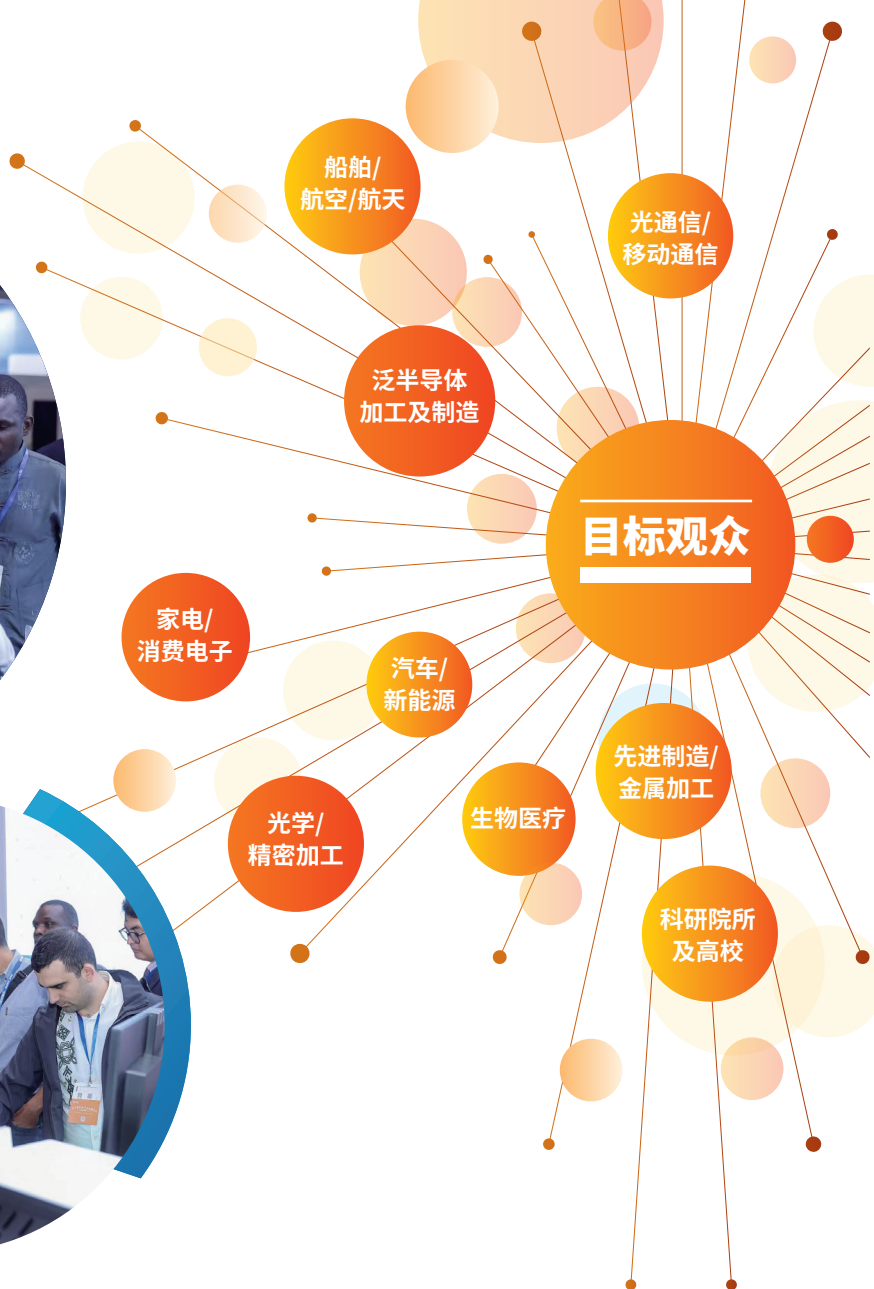 船舶/
航空/航天
光通信/
移动通信
泛半导体
加工及制造
目标观众
家电/
消费电子
汽车/
新能源
先进制造/
金属加工
生物医疗
光学/
精密加工
科研院所
及高校